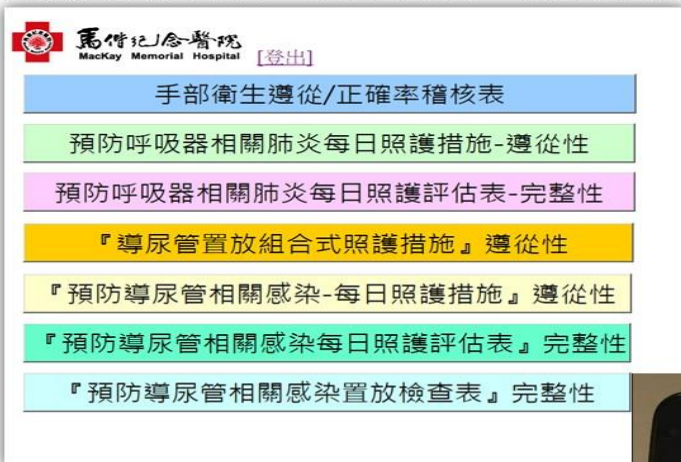 馬偕紀念醫院
MacKay Memorial Hospital [登出]
手部衛生遵從/正確率稽核表
預防呼吸器相關肺炎每日照護措施-遵從性
預防呼吸器相關肺炎每日照護評估表-完整性
『導尿管置放組合式照護措施』遵從性
『預防導尿管相關感染-每日照護措施』遵從性
『預防導尿管相關感染每日照護評估表』完整性
『預防導尿管相關感染置放檢查表』完整性